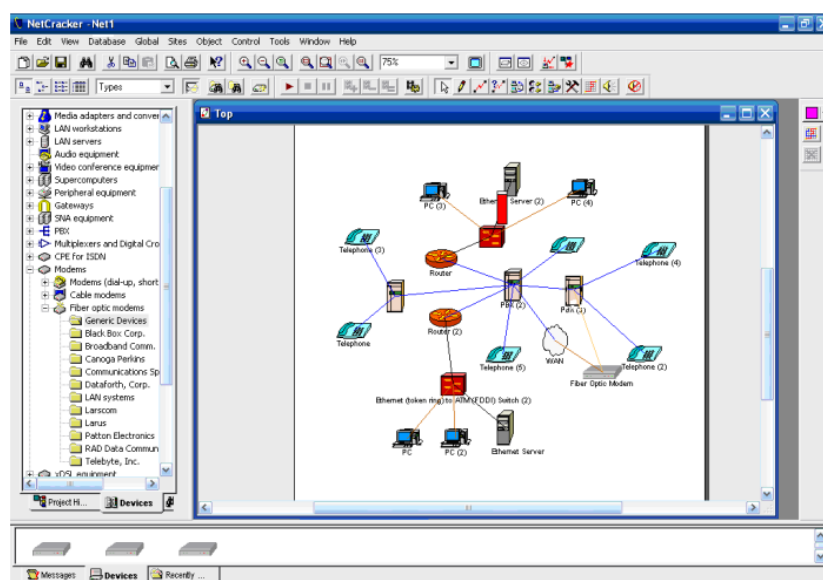 NetCracker - Net1
File Edit View Database Global Sites Object Control Tools Window Help
75%
Types
Media adapters and conver
LAN workstations
LAN servers
Audio equipment
Video conference equipmer
Supercomputers
Peripheral equipment
Gateways
SNA equipment
PBX
Multiplexers and Digital Cro
CPE for ISDN
Modems
Modems (dial-up, short
Cable modems
Fiber optic modems
Generic Devices
Black Box Corp.
Broadband Comm.
Canoga Perkins
Communications Sp
Dataforth, Corp.
LAN systems
Larscom
Larus
Patton Electronics
RAD Data Commun
Telebyte, Inc.
xDSL equipment
Project Hi... Devices
Top
PC (3)
Server (2)
PC (4)
Telephone (3)
Router
Telephone (4)
PBX (2)
Router (2)
Telephone
Telephone (5)
WAN
Telephone (2)
Fiber Optic Modem
Ethernet (token ring) to ATM (FDDI) Switch (2)
PC
PC (2)
Ethernet Server
Messages Devices Recently ...